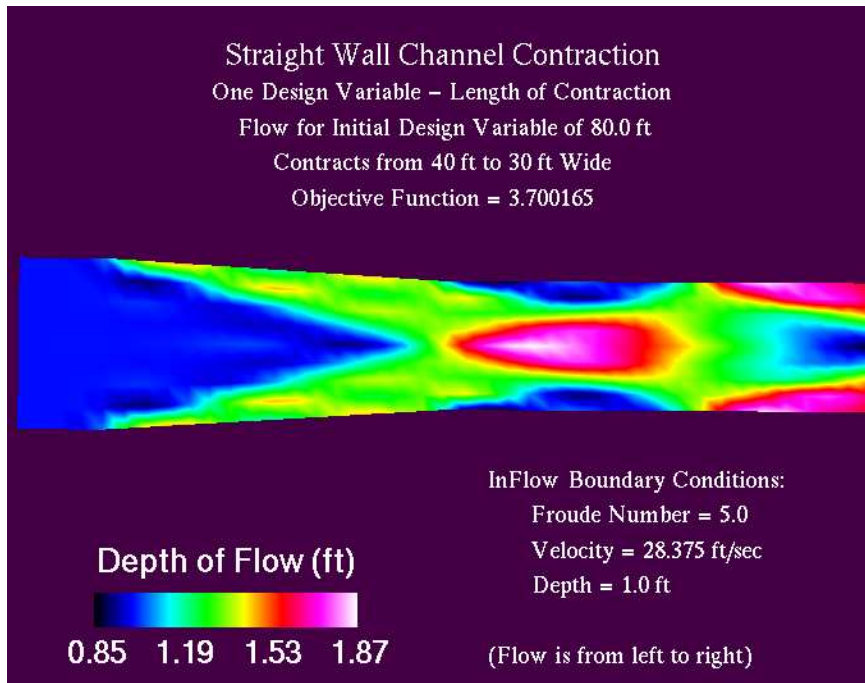 Straight Wall Channel Contraction
One Design Variable – Length of Contraction
Flow for Initial Design Variable of 80.0 ft
Contracts from 40 ft to 30 ft Wide
Objective Function = 3.700165
InFlow Boundary Conditions:
Froude Number = 5.0
Velocity = 28.375 ft/sec
Depth = 1.0 ft
(Flow is from left to right)
Depth of Flow (ft)
0.85 1.19 1.53 1.87